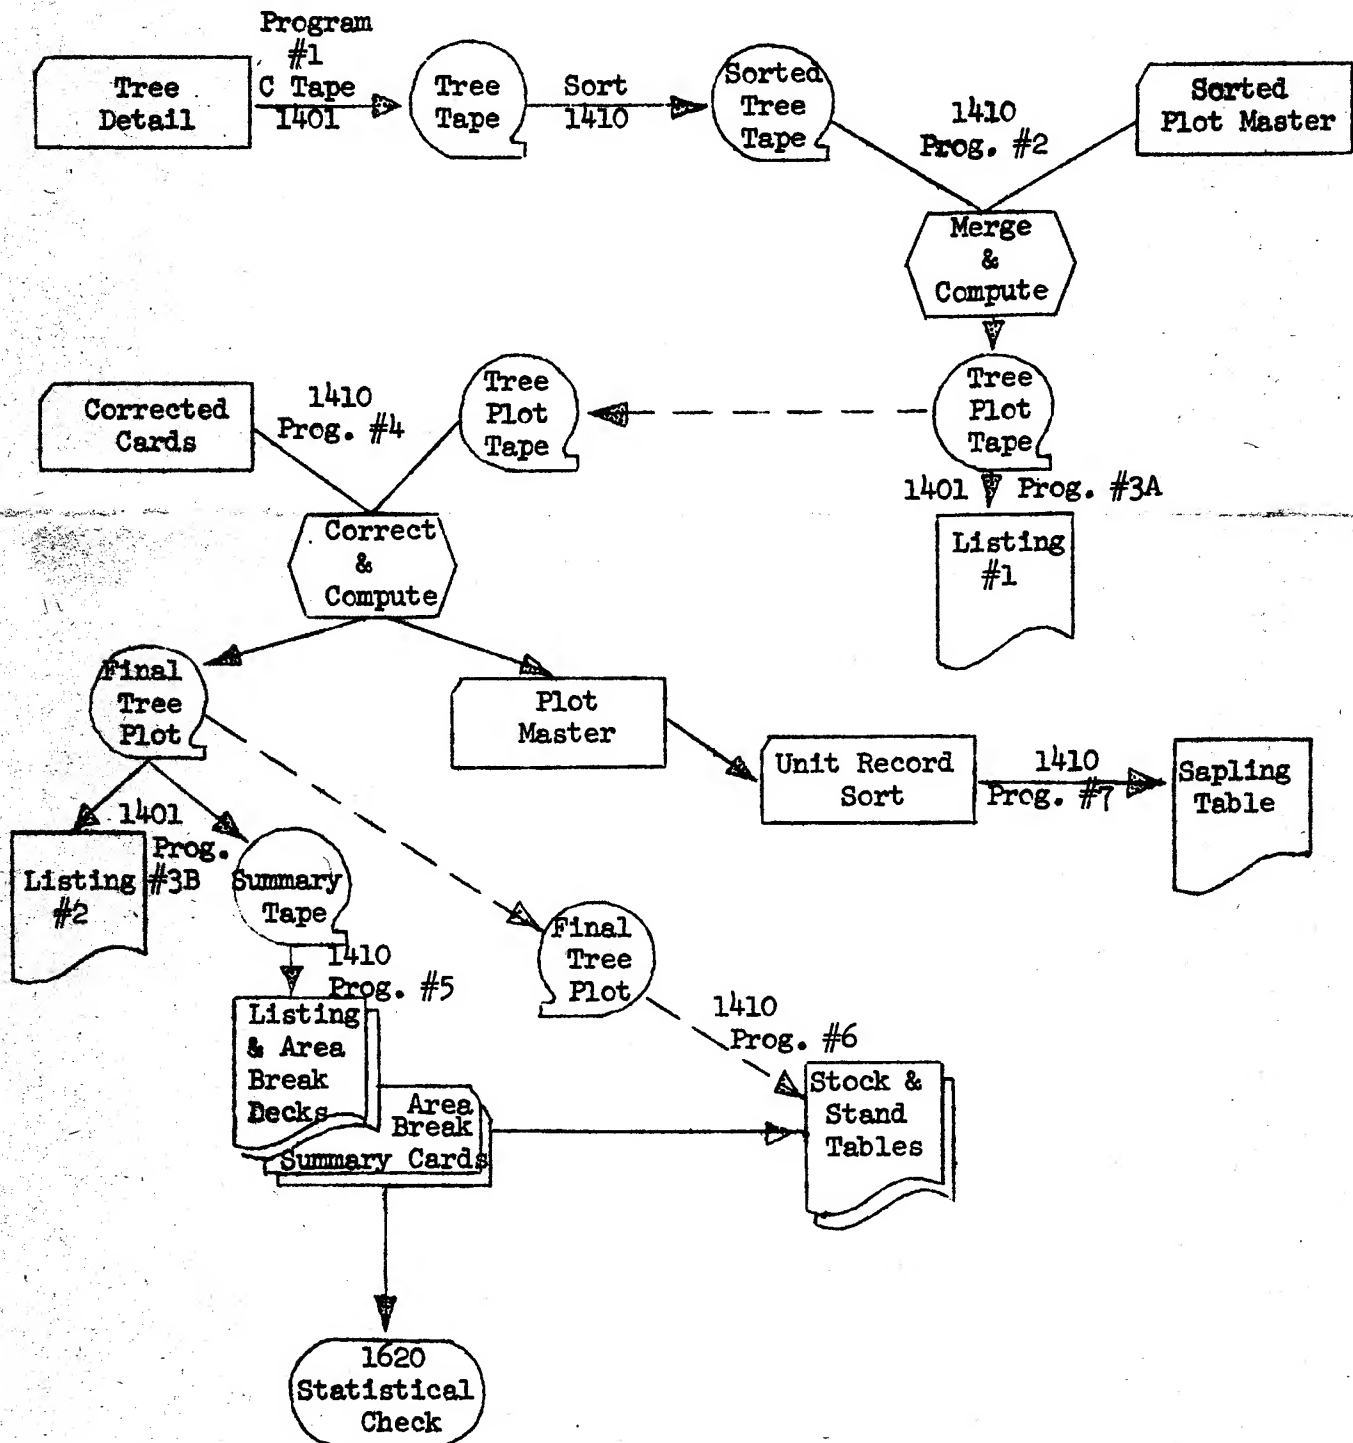 Program
#1
C Tape
1401
Tree
Detail
Tree
Tape
Sort
1410
Sorted
Tree
Tape
1410
Prog. #2
Sorted
Plot Master
Merge
&
Compute
Corrected
Cards
1410
Prog. #4
Tree
Plot
Tape
Tree
Plot
Tape
1401 Prog. #3A
Listing
#1
Correct
&
Compute
Final
Tree
Plot
Plot
Master
Unit Record
Sort
1410
Prog. #7
Sapling
Table
1401
Prog.
#3B
Listing
#2
Summary
Tape
1410
Prog. #5
Final
Tree
Plot
1410
Prog. #6
Listing
& Area
Break
Decks
Area
Break
Summary Cards
Stock &
Stand
Tables
1620
Statistical
Check